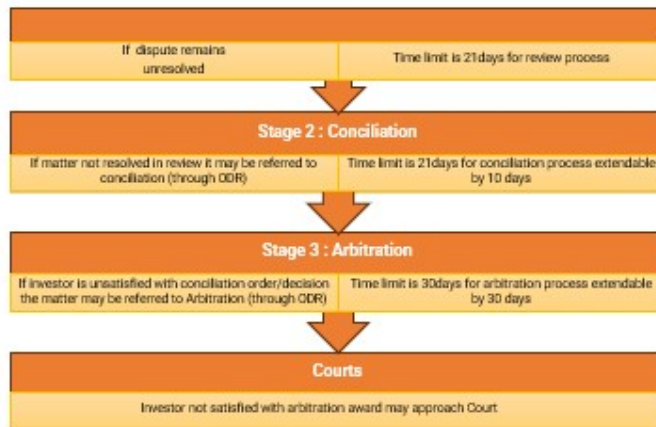 If dispute remains
unresolved
Time limit is 21days for review process
Stage 2 : Conciliation
If matter not resolved in review it may be referred to
conciliation (through ODR)
Time limit is 21days for conciliation process extendable
by 10 days
Stage 3 : Arbitration
If investor is unsatisfied with conciliation order/decision
the matter may be referred to Arbitration (through ODR)
Time limit is 30days for arbitration process extendable
by 30 days
Courts
Investor not satisfied with arbitration award may approach Court